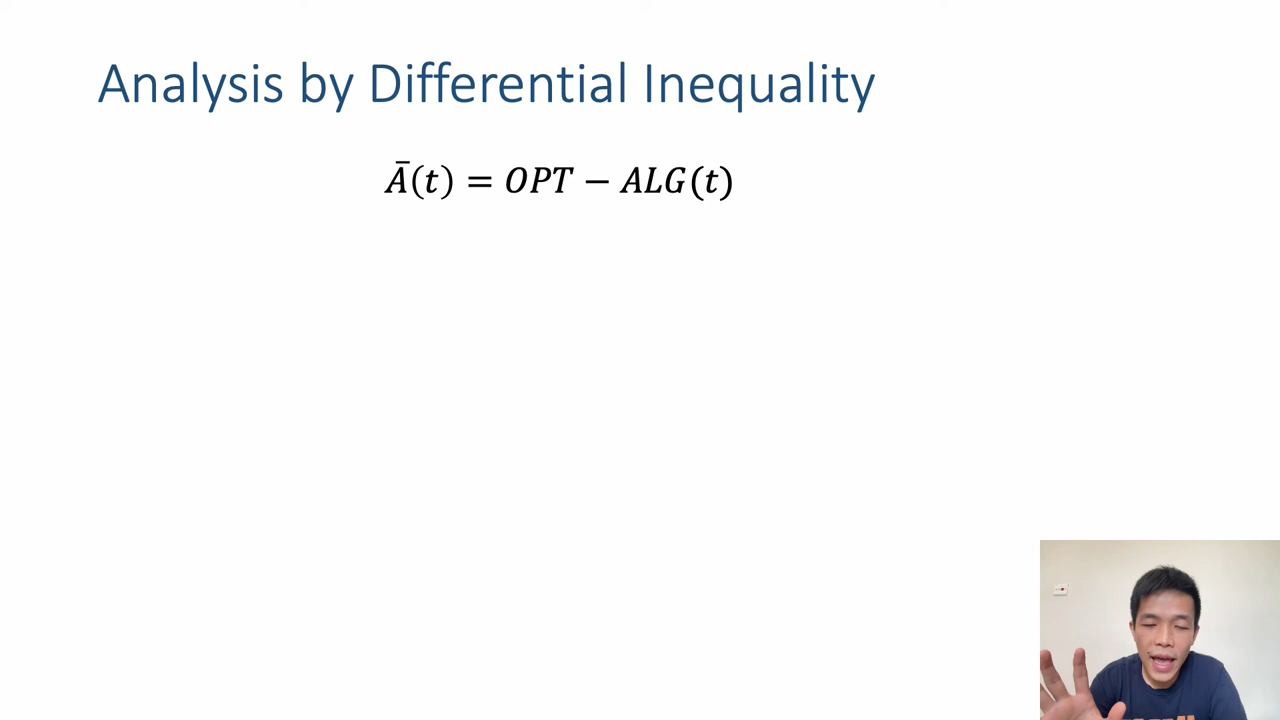 Analysis by Differential Inequality
Ā(t) = OPT − ALG(t)